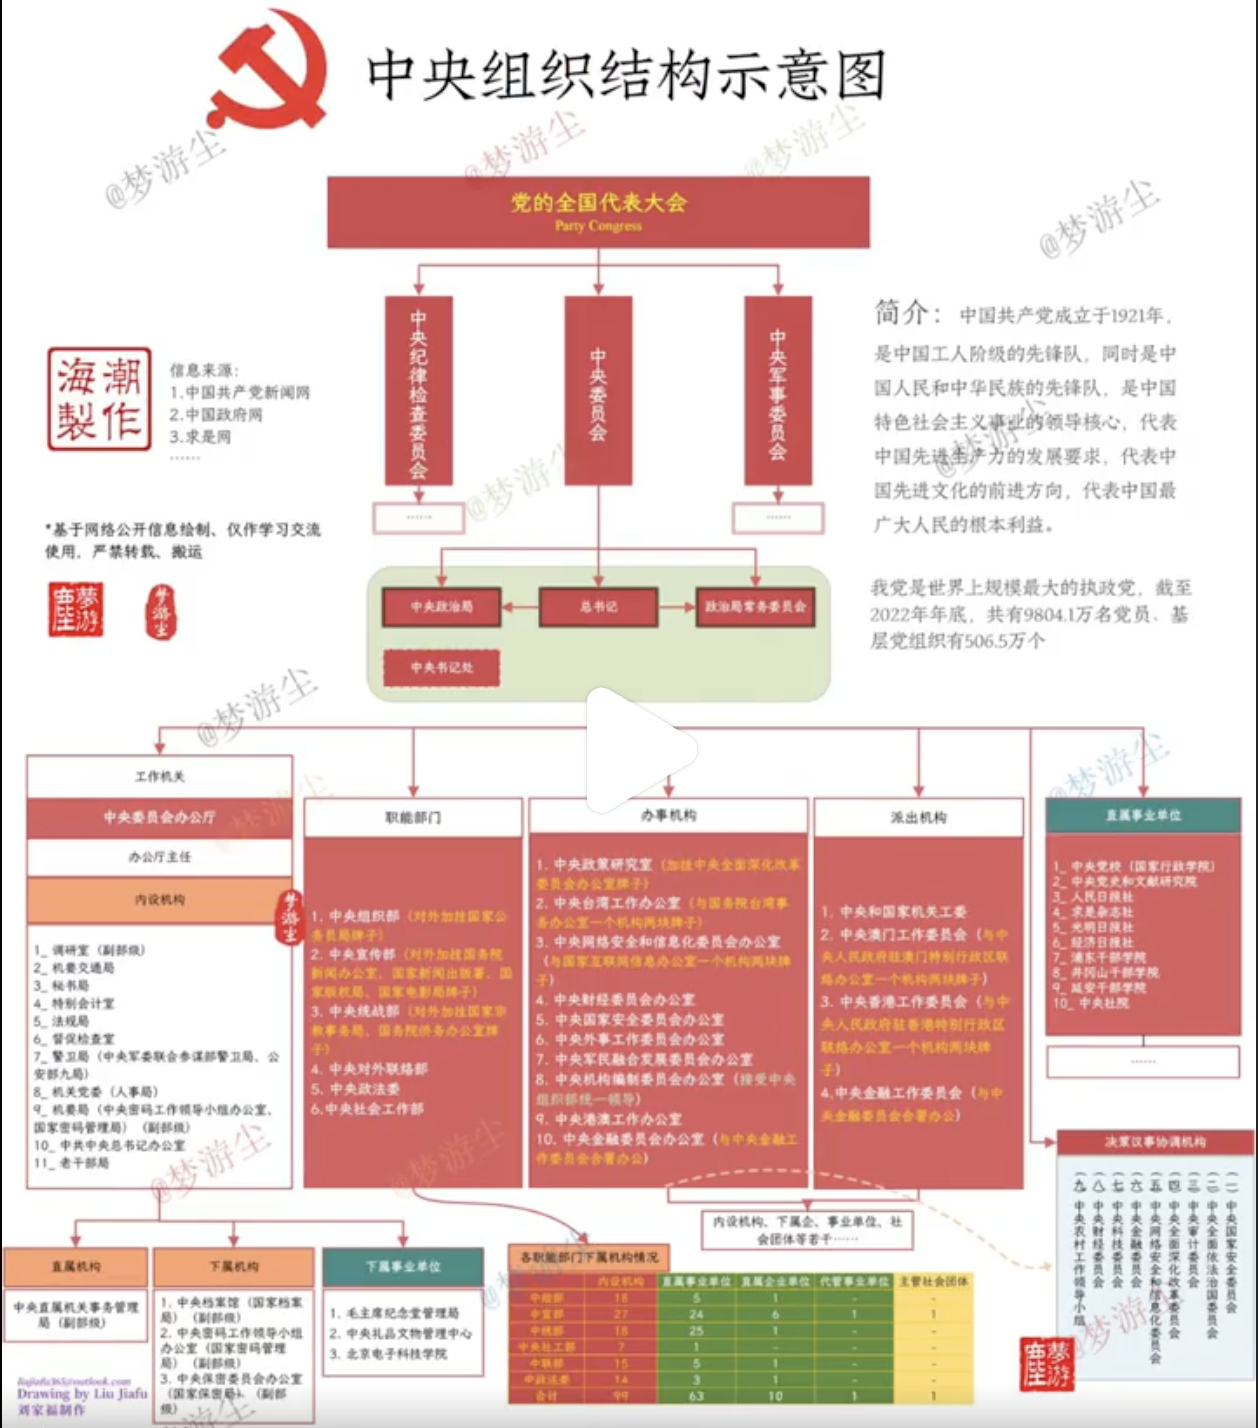 中央组织结构示意图
@梦游尘
@梦游尘
@梦游尘
@梦游尘
党的全国代表大会
Party Congress
中央纪律检查委员会
中央委员会
中央军事委员会
......
......
海潮
製作
信息来源:
1.中国共产党新闻网
2.中国政府网
3.求是网
......
*基于网络公开信息绘制、仅作学习交流
使用，严禁转载、搬运
夢游
塵
梦游尘
简介：中国共产党成立于1921年，
是中国工人阶级的先锋队，同时是中
国人民和中华民族的先锋队，是中国
特色社会主义事业的领导核心，代表
中国先进生产力的发展要求，代表中
国先进文化的前进方向，代表中国最
广大人民的根本利益。
我党是世界上规模最大的执政党，截至
2022年年底，共有9804.1万名党员、基
层党组织有506.5万个
@梦游尘
@梦游尘
中央政治局
总书记
政治局常务委员会
中央书记处
@梦游尘
@梦游尘
@梦游尘
工作机关
中央委员会办公厅
办公厅主任
内设机构
梦游尘
1_ 调研室（副部级）
2_ 机要交通局
3_ 秘书局
4_ 特别会计室
5_ 法规局
6_ 督促检查室
7_ 警卫局（中央军委联合参谋部警卫局、公
安部九局）
8_ 机关党委（人事局）
9_ 机要局（中央密码工作领导小组办公室、
国家密码管理局）（副部级）
10_ 中共中央总书记办公室
11_ 老干部局
职能部门
1. 中央组织部（对外加挂国家公
务员局牌子）
2. 中央宣传部（对外加挂国务院
新闻办公室、国家新闻出版署、国
家版权局、国家电影局牌子）
3. 中央统战部（对外加挂国家宗
教事务局、国务院侨务办公室牌
子）
4. 中央对外联络部
5. 中央政法委
6.中央社会工作部
办事机构
1. 中央政策研究室（加挂中央全面深化改革
委员会办公室牌子）
2. 中央台湾工作办公室（与国务院台湾事
务办公室一个机构两块牌子）
3. 中央网络安全和信息化委员会办公室
（与国家互联网信息办公室一个机构两块牌
子）
4. 中央财经委员会办公室
5. 中央国家安全委员会办公室
6. 中央外事工作委员会办公室
7. 中央军民融合发展委员会办公室
8. 中央机构编制委员会办公室（接受中央
组织部统一领导）
9. 中央港澳工作办公室
10. 中央金融委员会办公室（与中央金融工
作委员会合署办公）
派出机构
1. 中央和国家机关工委
2. 中央澳门工作委员会（与中
央人民政府驻澳门特别行政区联
络办公室一个机构两块牌子）
3. 中央香港工作委员会（与中
央人民政府驻香港特别行政区
联络办公室一个机构两块牌
子）
4.中央金融工作委员会（与中
央金融委员会合署办公）
直属事业单位
1_ 中央党校（国家行政学院）
2_ 中央党史和文献研究院
3_ 人民日报社
4_ 求是杂志社
5_ 光明日报社
6_ 经济日报社
7_ 浦东干部学院
8_ 井冈山干部学院
9_ 延安干部学院
10_ 中央社院
......
决策议事协调机构
（一）中央国家安全委员会
（二）中央全面依法治国委员会
（三）中央审计委员会
（四）中央全面深化改革委员会
（五）中央网络安全和信息化委员会
（六）中央金融委员会
（七）中央科技委员会
（八）中央财经委员会
（九）中央农村工作领导小组
@梦游尘
@梦游尘
@梦游尘
@梦游尘
内设机构、下属企、事业单位、社
会团体等若干......
直属机构
中央直属机关事务管理
局（副部级）
下属机构
1. 中央档案馆（国家档案
局）（副部级）
2. 中央密码工作领导小组
办公室（国家密码管理
局）（副部级）
3. 中央保密委员会办公室
（国家保密局）、（副部
级）
下属事业单位
1. 毛主席纪念堂管理局
2. 中央礼品文物管理中心
3. 北京电子科技学院
各职能部门下属机构情况
内设机构 直属事业单位 直属企业单位 代管事业单位 主管社会团体
中组部 18 5 1 - -
中宣部 27 24 6 1 1
中统部 18 25 1 - -
中央社工部 7 1 - - -
中联部 15 5 1 - -
中政法委 14 3 1 - -
合计 99 63 10 1 1
夢游
塵
liujiafu365@outlook.com
Drawing by Liu Jiafu
刘家福制作